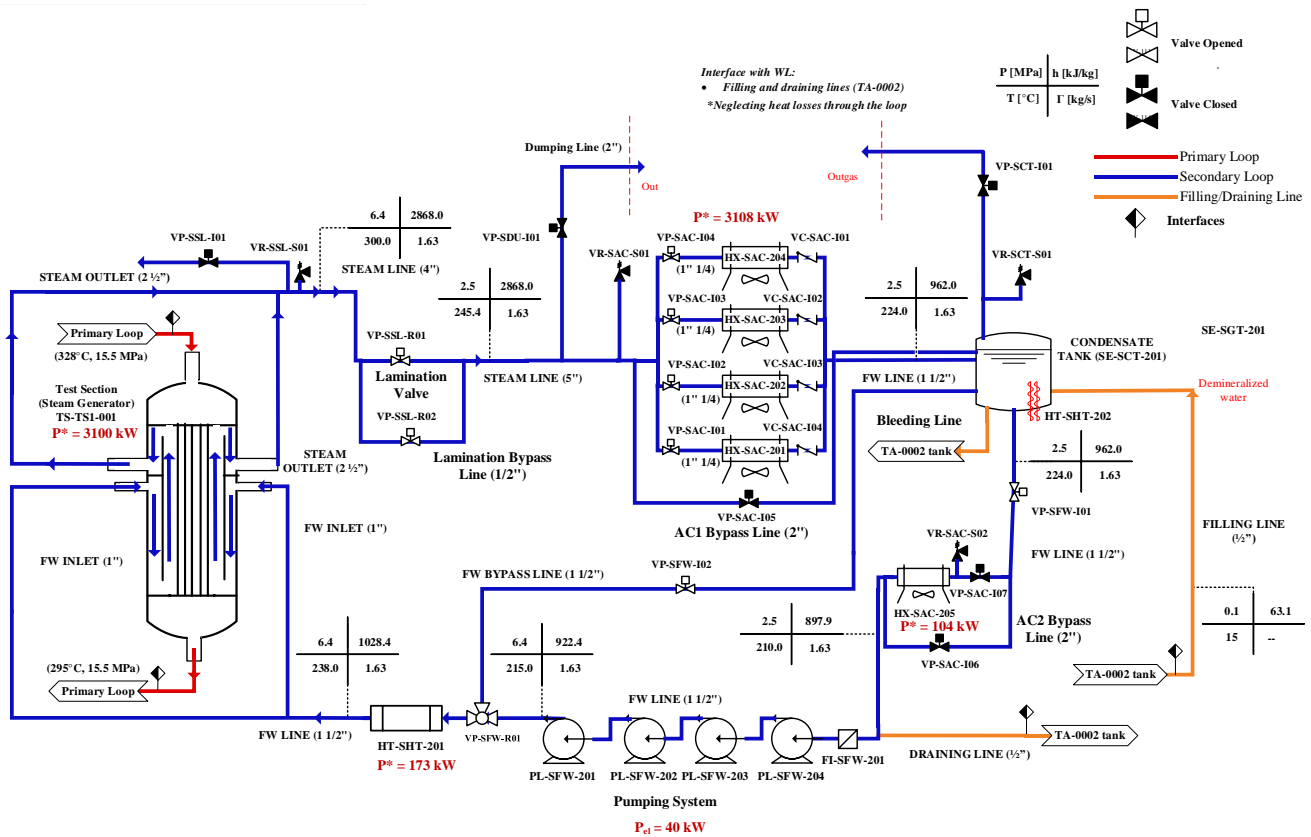 Interface with WL:
• Filling and draining lines (TA-0002)
*Neglecting heat losses through the loop
P [MPa] h [kJ/kg]
T [°C] Γ [kg/s]
Valve Opened
.
Valve Closed
Primary Loop
Secondary Loop
Filling/Draining Line
Interfaces
Dumping Line (2")
Out
Outgas
VP-SCT-I01
P* = 3108 kW
VP-SSL-I01
VR-SSL-S01
6.4 2868.0
300.0 1.63
STEAM LINE (4")
STEAM OUTLET (2 ½”)
VP-SDU-I01
VR-SAC-S01
VP-SAC-I04
HX-SAC-204
VC-SAC-I01
(1" 1/4)
VR-SCT-S01
2.5 2868.0
245.4 1.63
VP-SAC-I03
HX-SAC-203
VC-SAC-I02
(1" 1/4)
2.5 962.0
224.0 1.63
Primary Loop
(328°C, 15.5 MPa)
VP-SSL-R01
Lamination
Valve
STEAM LINE (5")
VP-SAC-I02
HX-SAC-202
VC-SAC-I03
(1" 1/4)
FW LINE (1 1/2")
CONDENSATE
TANK (SE-SCT-201)
SE-SGT-201
Demineralized
water
HT-SHT-202
Test Section
(Steam Generator)
TS-TS1-001
P* = 3100 kW
VP-SSL-R02
Lamination Bypass
Line (1/2")
VP-SAC-I01
HX-SAC-201
VC-SAC-I04
(1" 1/4)
Bleeding Line
TA-0002 tank
STEAM
OUTLET (2 ½”)
2.5 962.0
224.0 1.63
VP-SAC-I05
AC1 Bypass Line (2")
VP-SFW-I01
FW INLET (1")
FW INLET (1")
FW BYPASS LINE (1 1/2")
VP-SFW-I02
VR-SAC-S02
FW LINE (1 1/2")
VP-SAC-I07
HX-SAC-205
P* = 104 kW
AC2 Bypass
Line (2")
VP-SAC-I06
FILLING LINE
(½”)
0.1 63.1
15 --
2.5 897.9
210.0 1.63
6.4 1028.4
238.0 1.63
6.4 922.4
215.0 1.63
(295°C, 15.5 MPa)
Primary Loop
TA-0002 tank
FW LINE (1 1/2")
HT-SHT-201
P* = 173 kW
VP-SFW-R01
FW LINE (1 1/2")
PL-SFW-201
PL-SFW-202
PL-SFW-203
PL-SFW-204
FI-SFW-201
DRAINING LINE
(½”)
TA-0002 tank
Pumping System
Pel = 40 kW